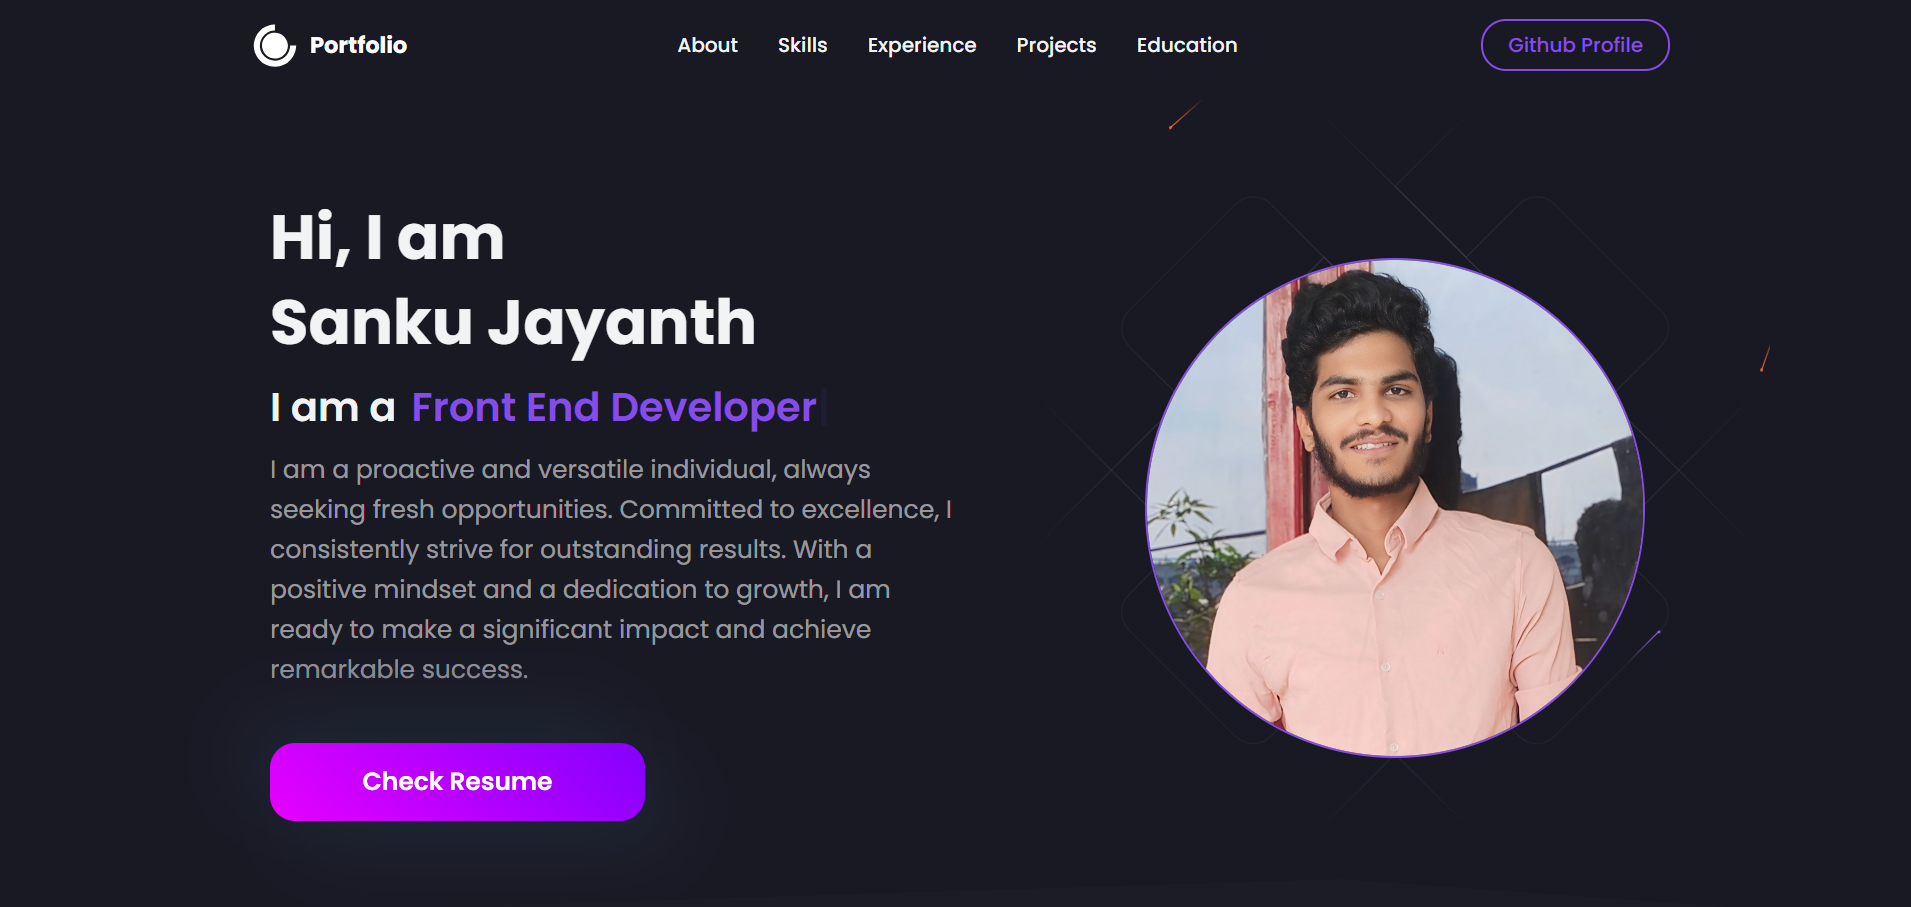 Portfolio
About
Skills
Experience
Projects
Education
Github Profile
Hi, I am
Sanku Jayanth
I am a Front End Developer
I am a proactive and versatile individual, always
seeking fresh opportunities. Committed to excellence, I
consistently strive for outstanding results. With a
positive mindset and a dedication to growth, I am
ready to make a significant impact and achieve
remarkable success.
Check Resume